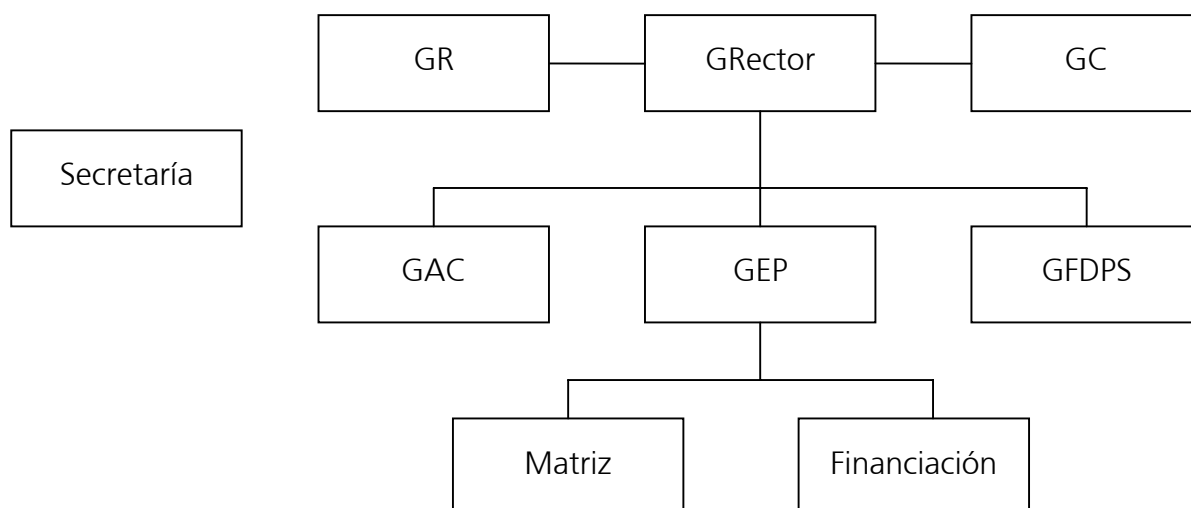 GR
GRector
GC
Secretaría
GAC
GEP
GFDPS
Matriz
Financiación